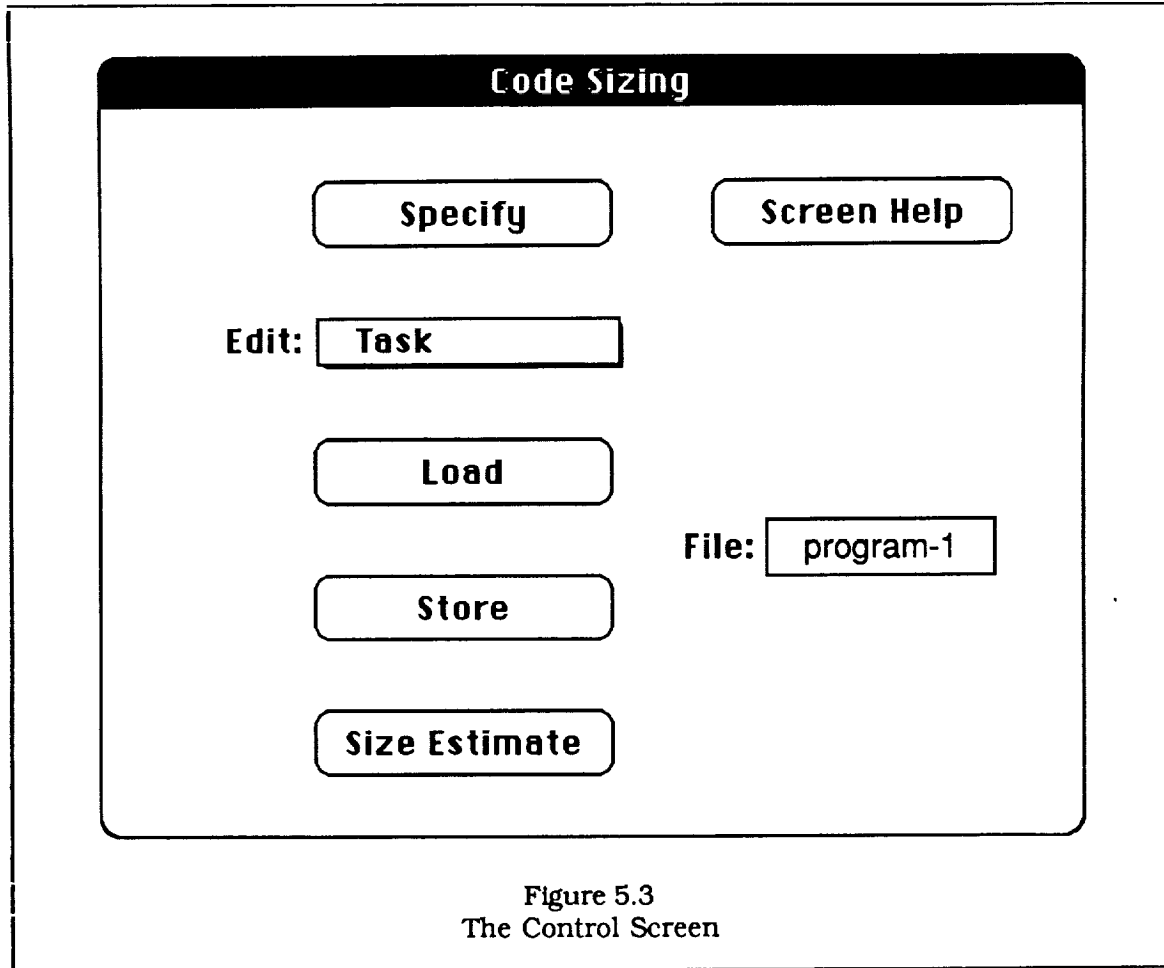 Code Sizing
Specify
Screen Help
Edit: Task
Load
File: program-1
Store
Size Estimate
Figure 5.3
The Control Screen